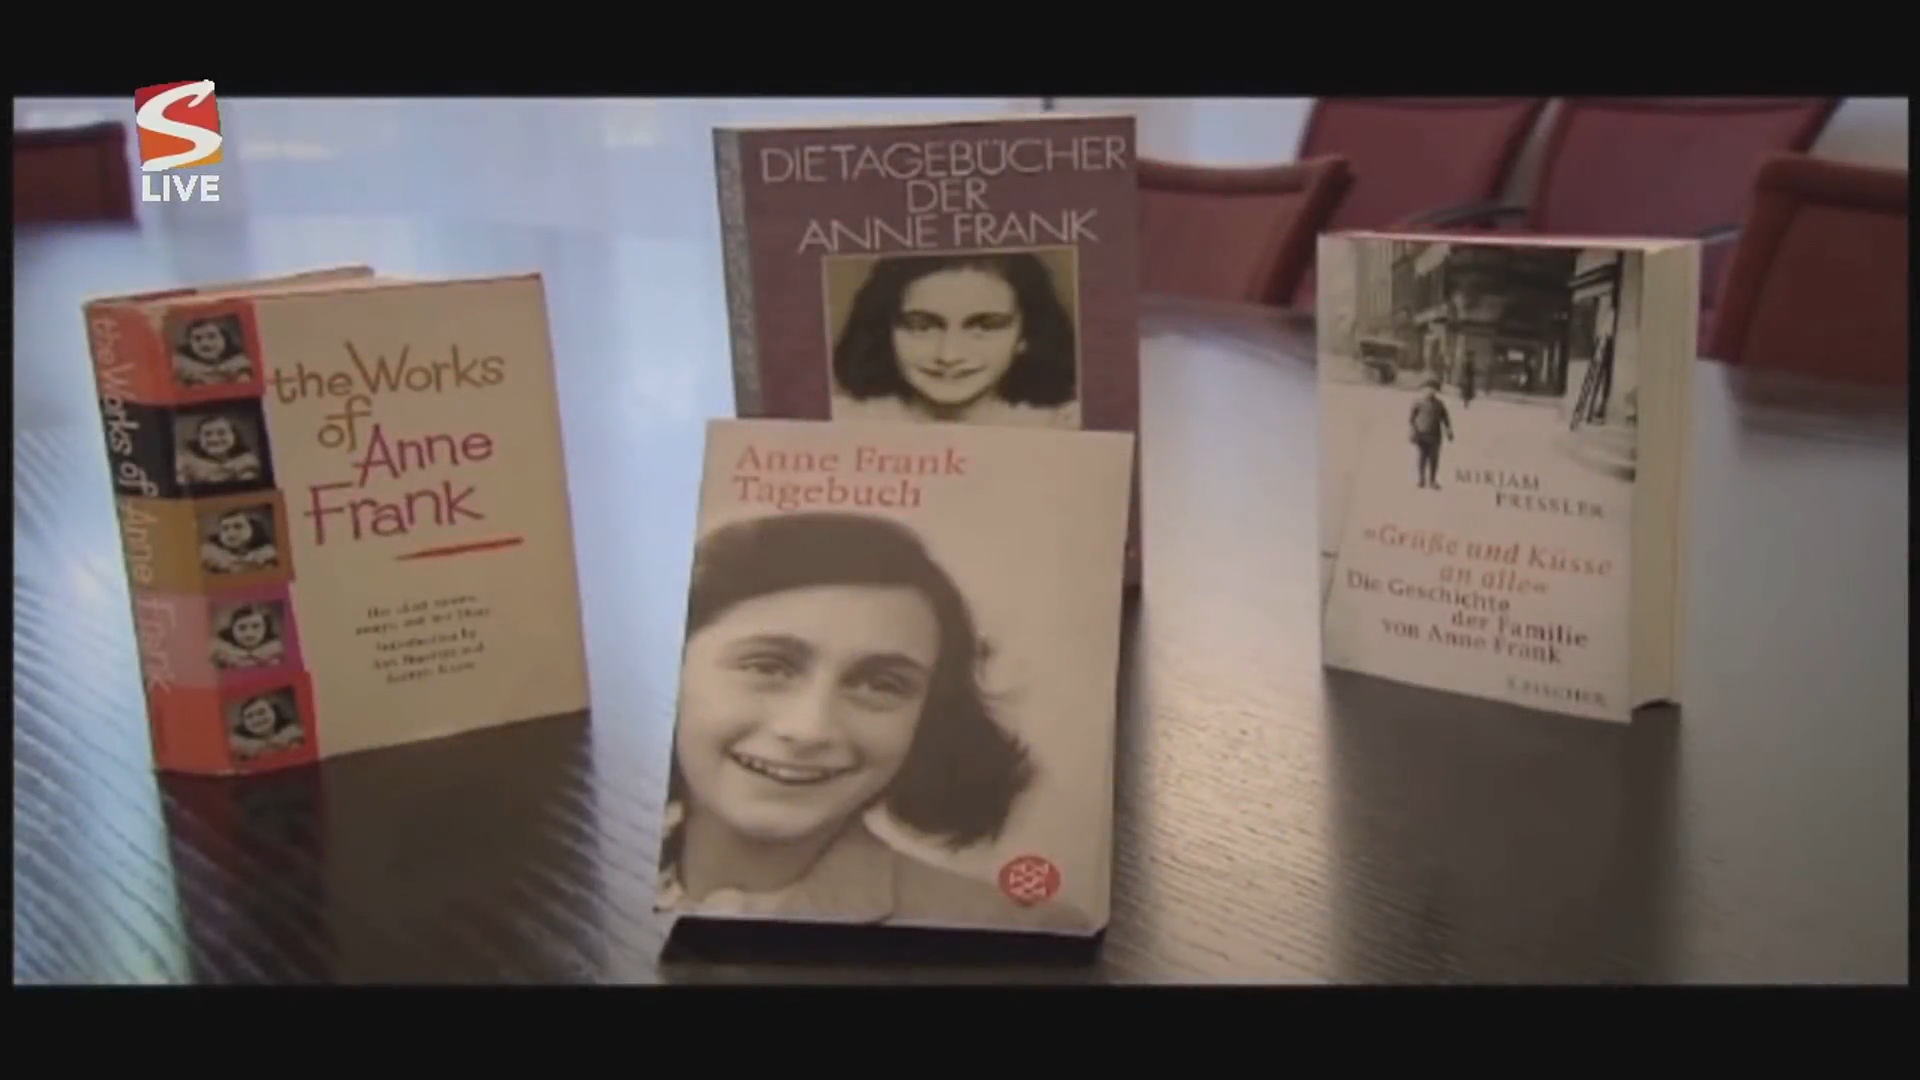 S
LIVE
the Works of Anne Frank
the Works
of
Anne
Frank
DIE TAGEBÜCHER
DER
ANNE FRANK
Anne Frank
Tagebuch
MIRJAM
PRESSLER
»Grüße und Küsse
an alle«
Die Geschichte
der Familie
von Anne Frank
S. FISCHER